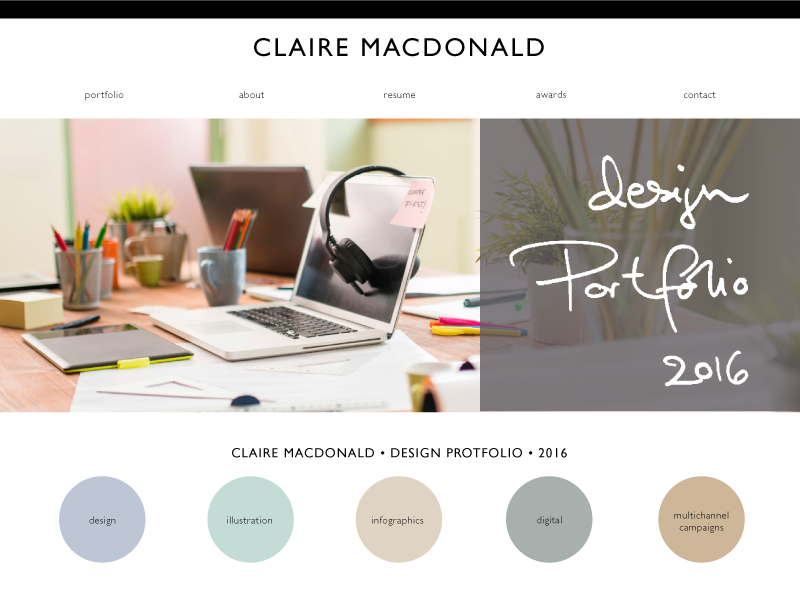 CLAIRE MACDONALD
portfolio about resume awards contact
COFFEE
FIRST!
design
Portfolio
2016
CLAIRE MACDONALD • DESIGN PROTFOLIO • 2016
design illustration infographics digital multichannel
campaigns